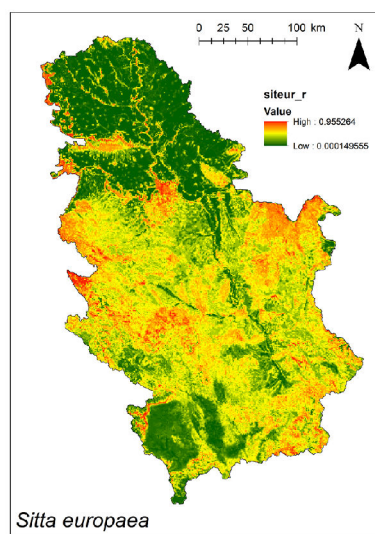 0 25 50 100 km
N
siteur_r
Value
High : 0.955264
Low : 0.000149555
Sitta europaea